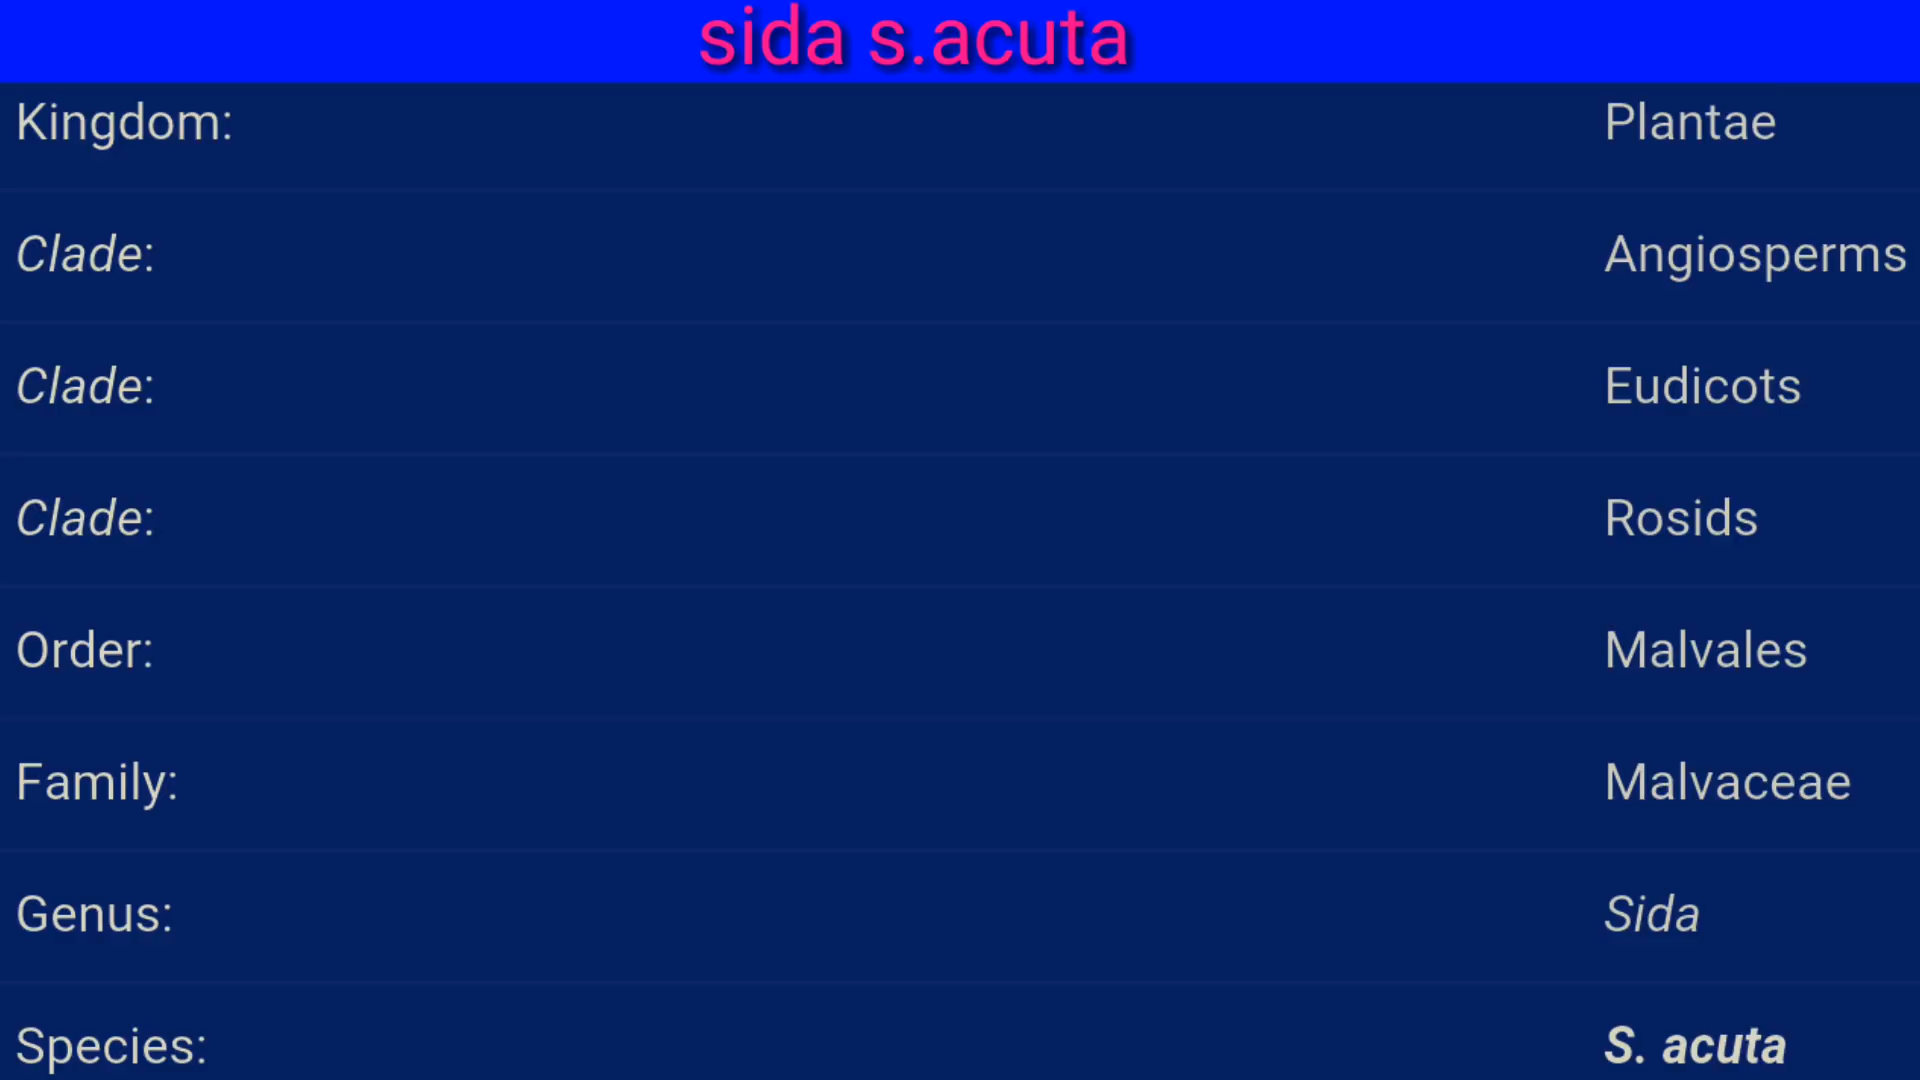 sida s.acuta
Kingdom: Plantae
Clade: Angiosperms
Clade: Eudicots
Clade: Rosids
Order: Malvales
Family: Malvaceae
Genus: Sida
Species: S. acuta